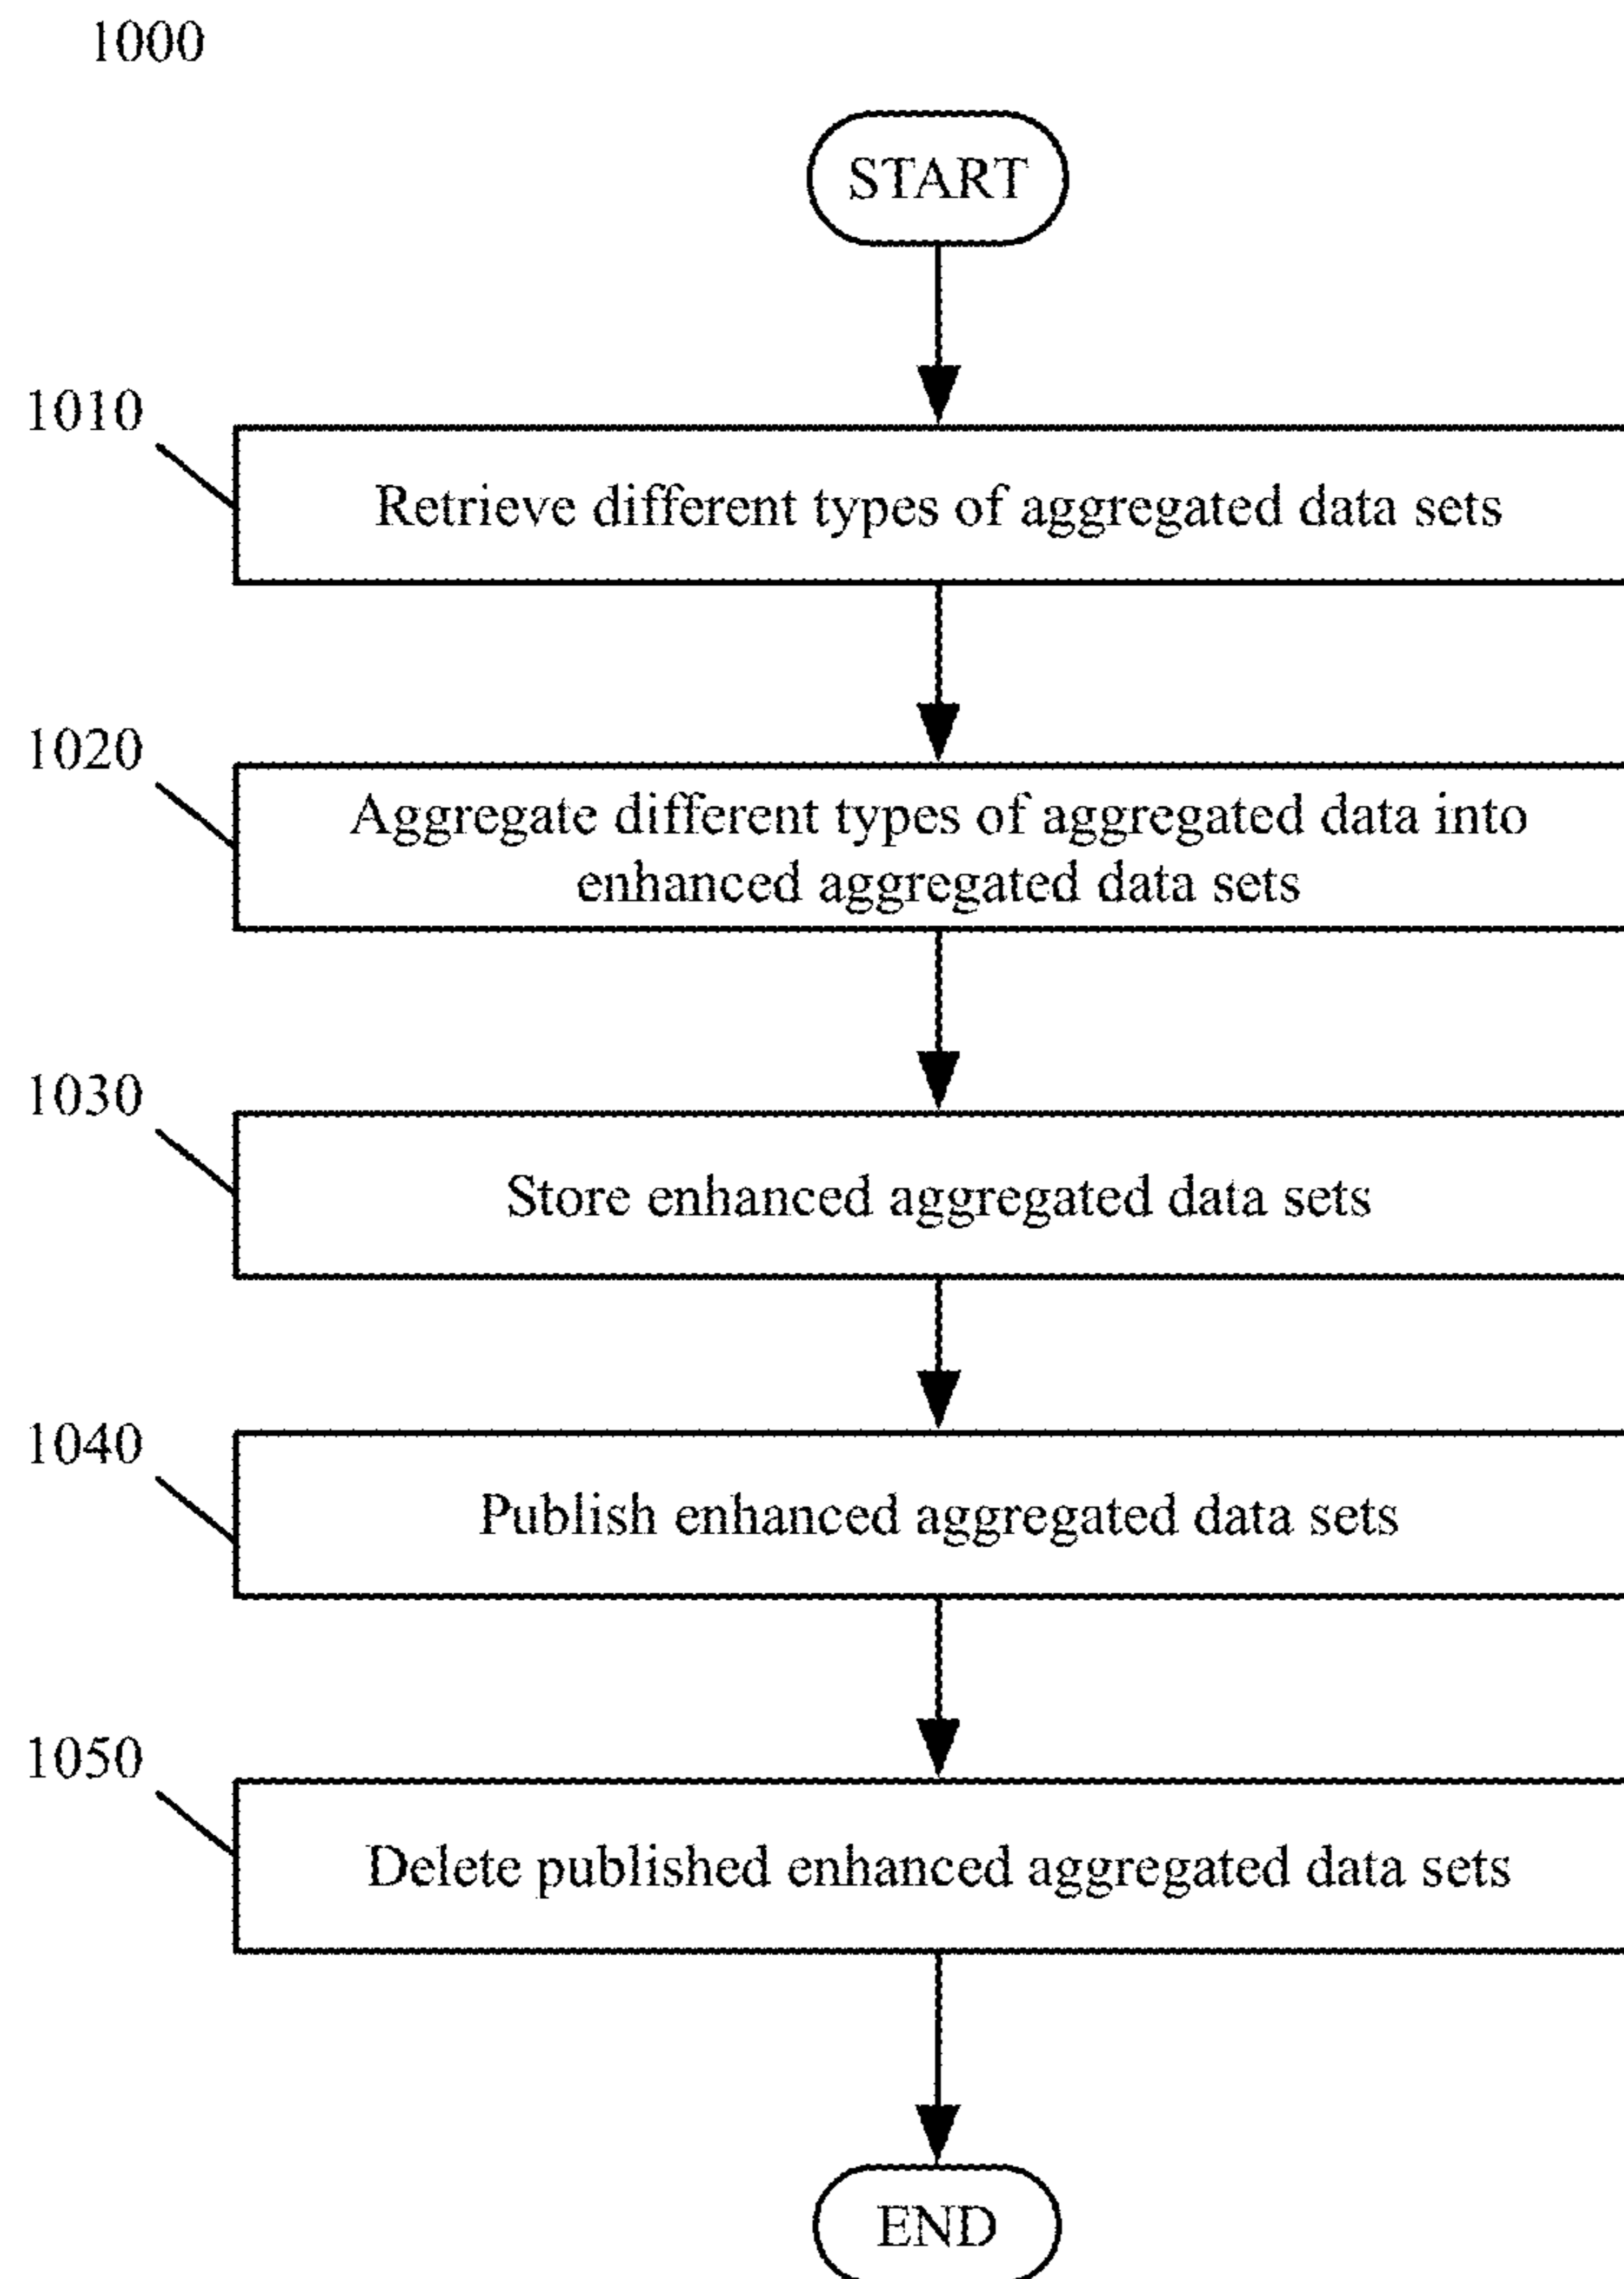 1000
START
1010
Retrieve different types of aggregated data sets
1020
Aggregate different types of aggregated data into
enhanced aggregated data sets
1030
Store enhanced aggregated data sets
1040
Publish enhanced aggregated data sets
1050
Delete published enhanced aggregated data sets
END